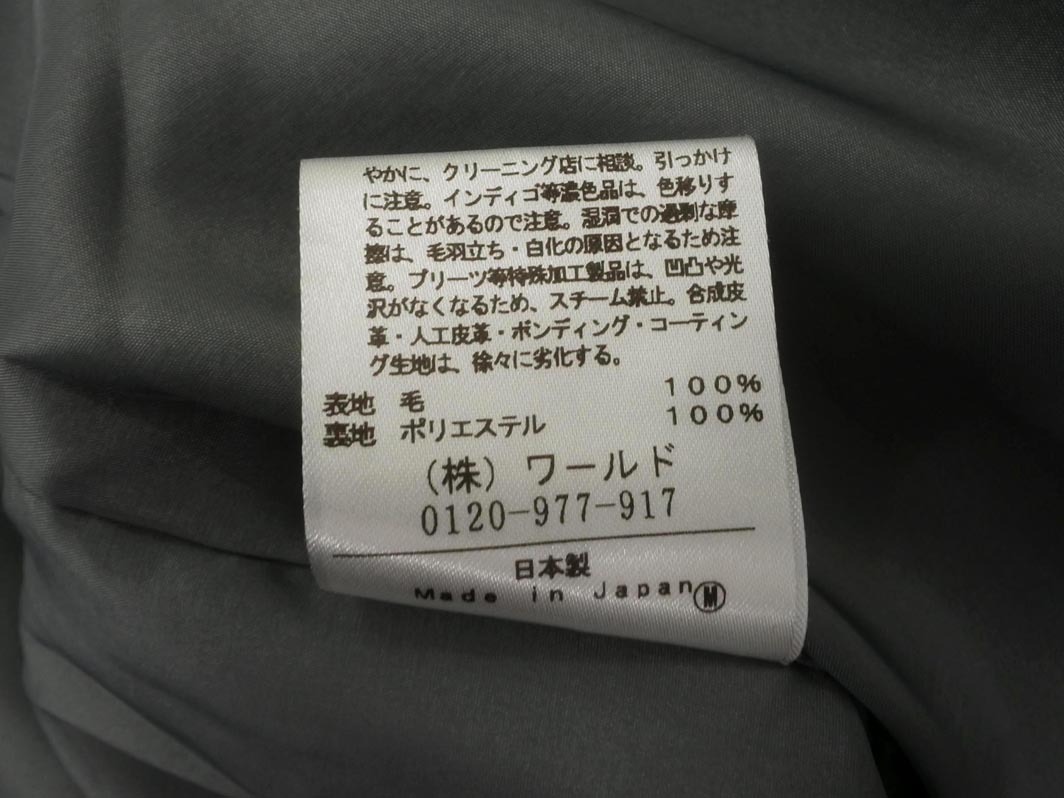 やかに、クリーニング店に相談。引っかけ
に注意。インディゴ等濃色品は、色移りす
ることがあるので注意。湿潤での過剰な摩
擦は、毛羽立ち・白化の原因となるため注
意。プリーツ等特殊加工製品は、凹凸や光
沢がなくなるため、スチーム禁止。合成皮
革・人工皮革・ボンディング・コーティン
グ生地は、徐々に劣化する。
表地 毛 100%
裏地 ポリエステル 100%
(株) ワールド
0120-977-917
日本製
Made in Japan Ⓜ